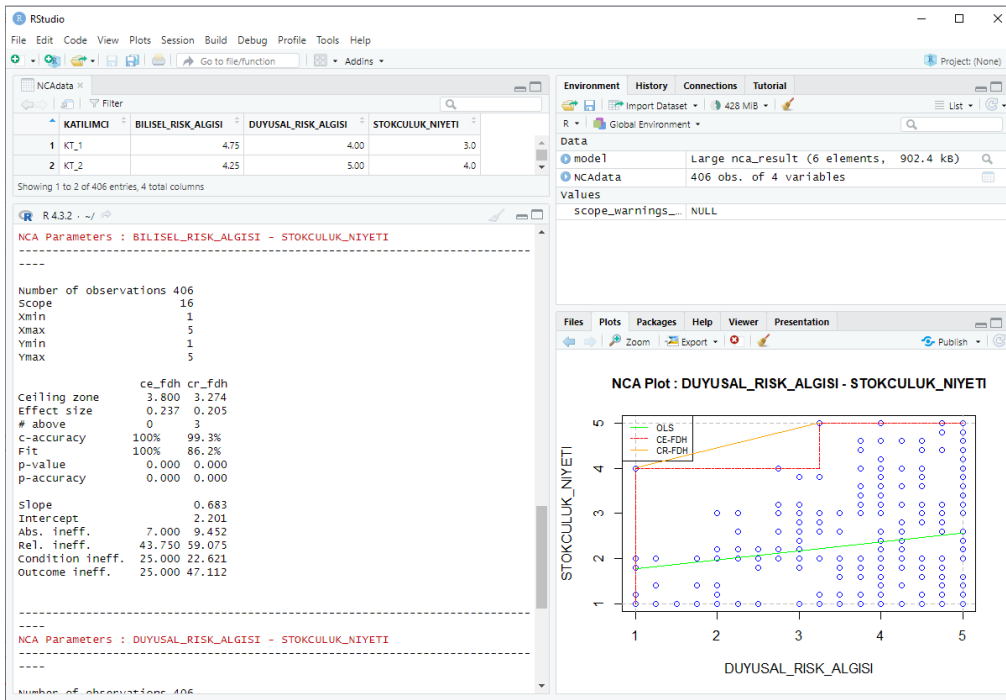 RStudio
File Edit Code View Plots Session Build Debug Profile Tools Help
Go to file/function
Addins
Project: (None)
NCAdata
Filter
KATILIMCI BILISEL_RISK_ALGISI DUYUSAL_RISK_ALGISI STOKCULUK_NIYETI
1 KT_1 4.75 4.00 3.0
2 KT_2 4.25 5.00 4.0
Showing 1 to 2 of 406 entries, 4 total columns
R 4.3.2 · ~/
NCA Parameters : BILISEL_RISK_ALGISI - STOKCULUK_NIYETI
--------------------------------------------------------------------------------
----
Number of observations 406
Scope 16
Xmin 1
Xmax 5
Ymin 1
Ymax 5
ce_fdh cr_fdh
Ceiling zone 3.800 3.274
Effect size 0.237 0.205
# above 0 3
c-accuracy 100% 99.3%
Fit 100% 86.2%
p-value 0.000 0.000
p-accuracy 0.000 0.000
Slope 0.683
Intercept 2.201
Abs. ineff. 7.000 9.452
Rel. ineff. 43.750 59.075
Condition ineff. 25.000 22.621
Outcome ineff. 25.000 47.112
--------------------------------------------------------------------------------
----
NCA Parameters : DUYUSAL_RISK_ALGISI - STOKCULUK_NIYETI
--------------------------------------------------------------------------------
----
Number of observations 406
Environment History Connections Tutorial
Import Dataset 428 MiB List
R Global Environment
Data
model Large nca_result (6 elements, 902.4 kB)
NCAdata 406 obs. of 4 variables
Values
scope_warnings_… NULL
Files Plots Packages Help Viewer Presentation
Zoom Export Publish
NCA Plot : DUYUSAL_RISK_ALGISI - STOKCULUK_NIYETI
OLS
CE-FDH
CR-FDH
STOKCULUK_NIYETI
5
4
3
2
1
1 2 3 4 5
DUYUSAL_RISK_ALGISI